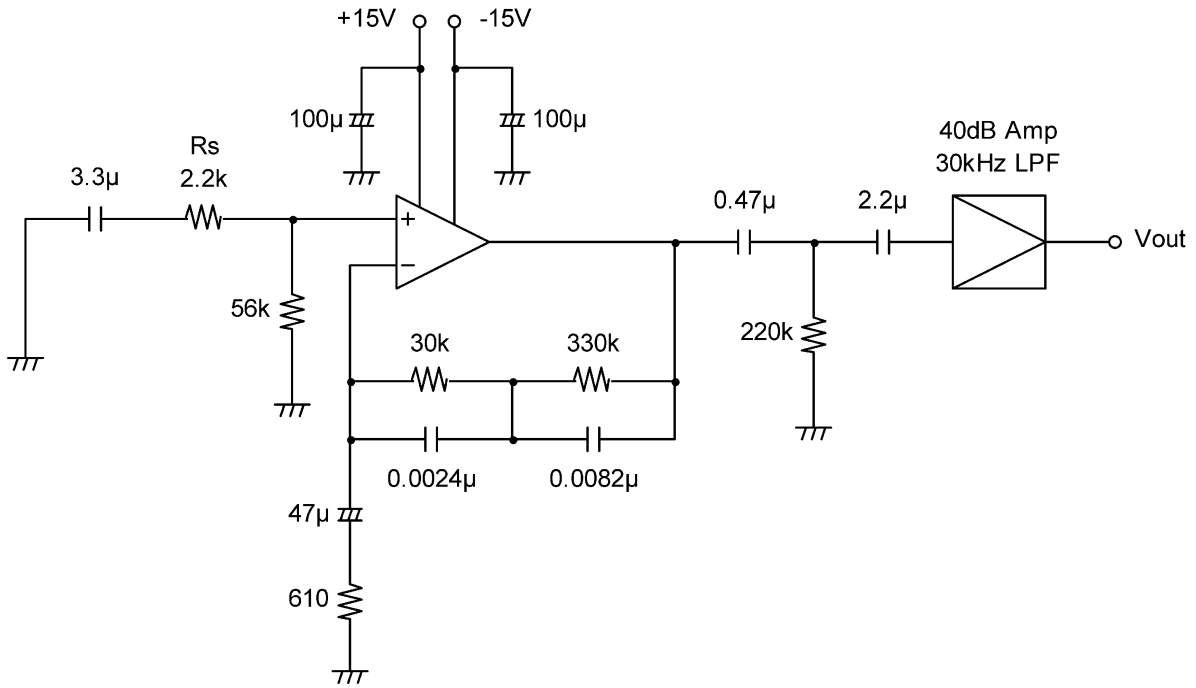 +15V
-15V
100μ
100μ
40dB Amp
30kHz LPF
Rs
2.2k
3.3μ
0.47μ
2.2μ
+
Vout
−
56k
30k
330k
220k
0.0024μ
0.0082μ
47μ
610